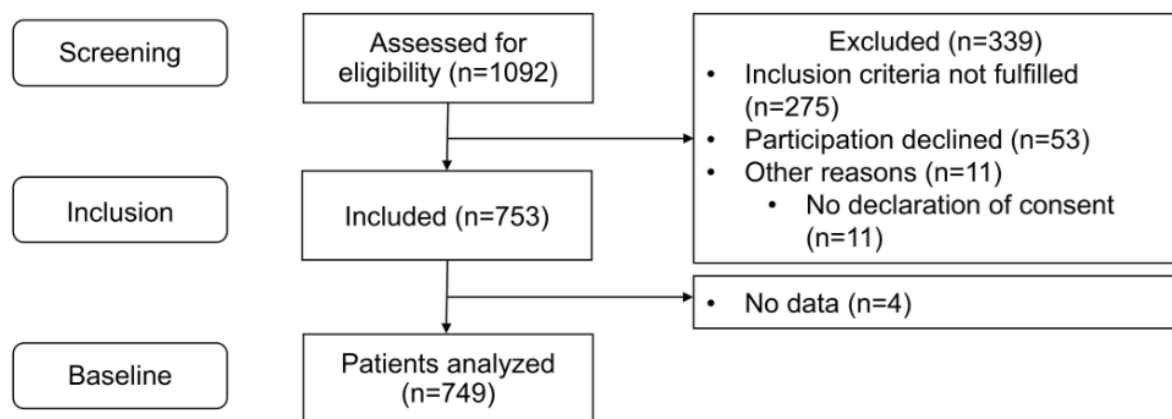 Screening
Assessed for
eligibility (n=1092)
Excluded (n=339)
• Inclusion criteria not fulfilled
(n=275)
• Participation declined (n=53)
• Other reasons (n=11)
• No declaration of consent
(n=11)
Inclusion
Included (n=753)
• No data (n=4)
Baseline
Patients analyzed
(n=749)